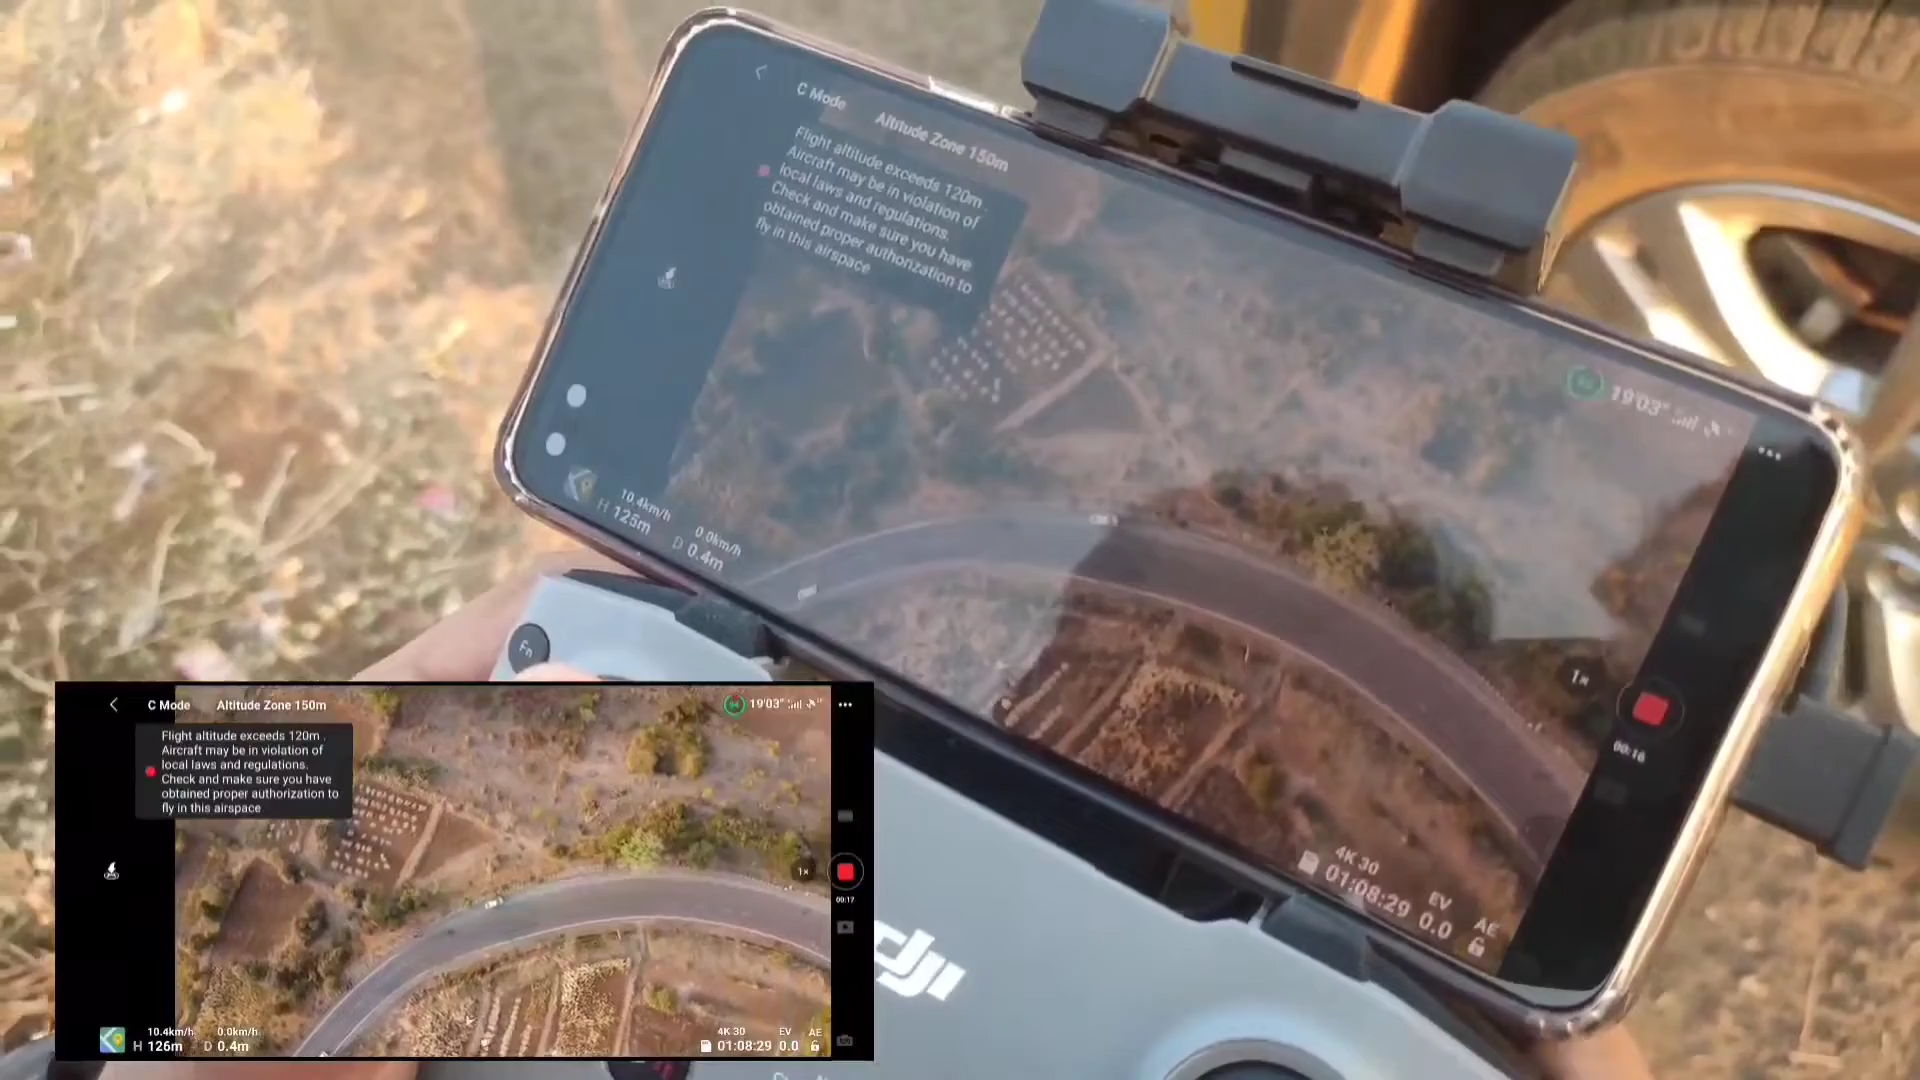 C Mode
Altitude Zone 150m
Flight altitude exceeds 120m
Aircraft may be in violation of
local laws and regulations.
Check and make sure you have
obtained proper authorization to
fly in this airspace
19'03"
10.4km/h
0.0km/h
H 125m
D 0.4m
1x
00:16
4K 30
01:08:29
EV
0.0
AE
Fn
dji
C Mode
Altitude Zone 150m
19'03"
Flight altitude exceeds 120m .
Aircraft may be in violation of
local laws and regulations.
Check and make sure you have
obtained proper authorization to
fly in this airspace
1x
00:17
10.4km/h
0.0km/h
H 126m
D 0.4m
4K 30
EV
AE
01:08:29
0.0